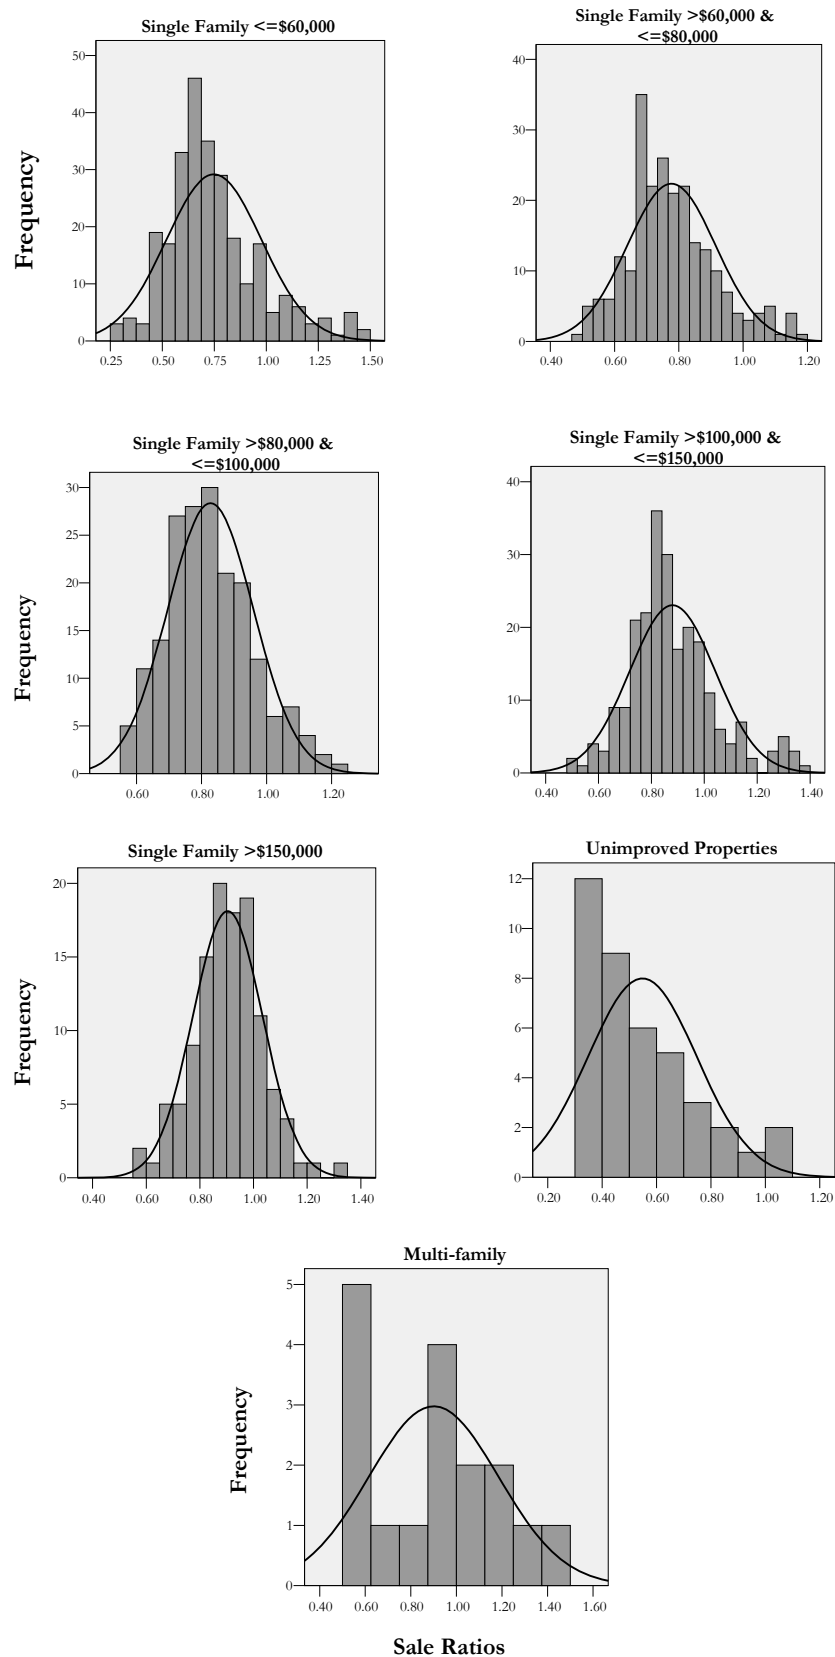 Single Family <=$60,000
Frequency
50
40
30
20
10
0
0.25 0.50 0.75 1.00 1.25 1.50
Single Family >$60,000 &
<=$80,000
40
30
20
10
0
0.40 0.60 0.80 1.00 1.20
Single Family >$80,000 &
<=$100,000
Frequency
30
25
20
15
10
5
0
0.60 0.80 1.00 1.20
Single Family >$100,000 &
<=$150,000
40
30
20
10
0
0.40 0.60 0.80 1.00 1.20 1.40
Single Family >$150,000
Frequency
20
15
10
5
0
0.40 0.60 0.80 1.00 1.20 1.40
Unimproved Properties
12
10
8
6
4
2
0
0.20 0.40 0.60 0.80 1.00 1.20
Multi-family
Frequency
5
4
3
2
1
0
0.40 0.60 0.80 1.00 1.20 1.40 1.60
Sale Ratios